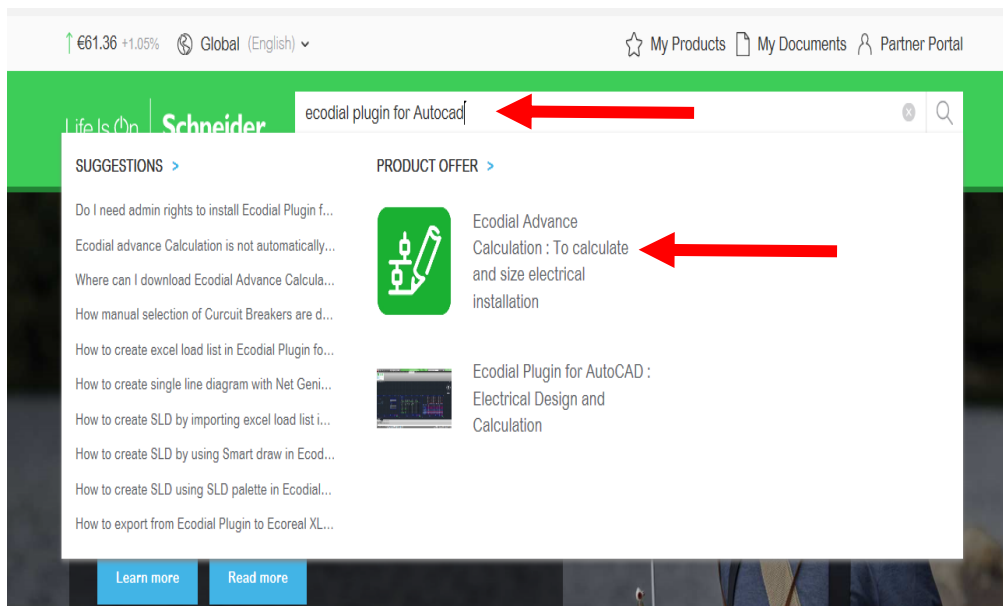 €61.36 +1.05% Global (English)
My Products My Documents Partner Portal
Life Is On Schneider
ecodial plugin for Autocad
SUGGESTIONS >
Do I need admin rights to install Ecodial Plugin f...
Ecodial advance Calculation is not automatically...
Where can I download Ecodial Advance Calcula...
How manual selection of Curcuit Breakers are d...
How to create excel load list in Ecodial Plugin fo...
How to create single line diagram with Net Geni...
How to create SLD by importing excel load list i...
How to create SLD by using Smart draw in Ecod...
How to create SLD using SLD palette in Ecodial...
How to export from Ecodial Plugin to Ecoreal XL...
PRODUCT OFFER >
Ecodial Advance
Calculation : To calculate
and size electrical
installation
Ecodial Plugin for AutoCAD :
Electrical Design and
Calculation
Learn more
Read more